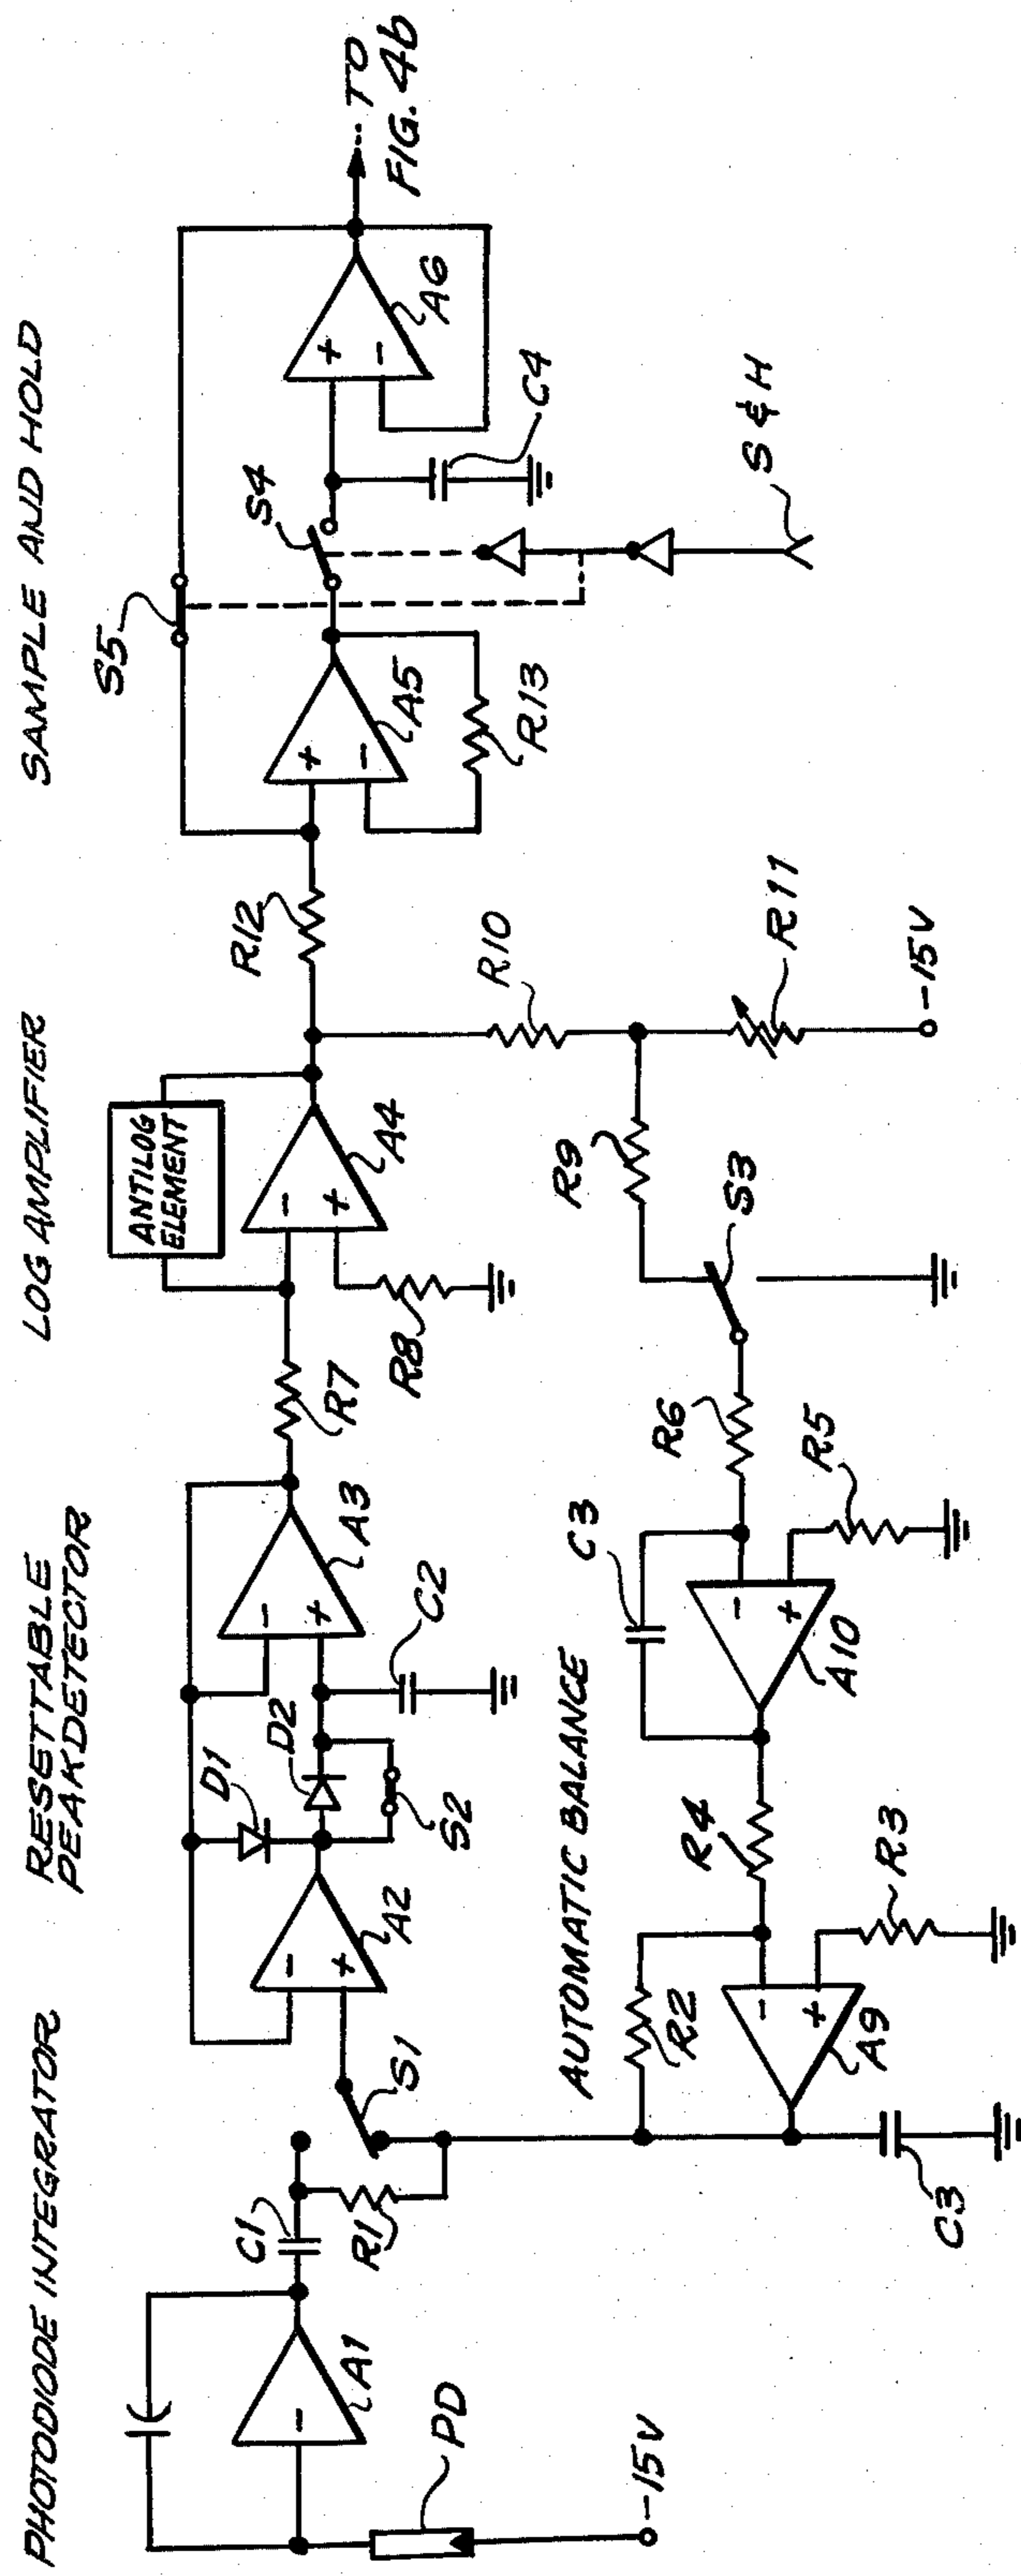 PHOTODIODE INTEGRATOR
RESETTABLE
PEAK DETECTOR
LOG AMPLIFIER
SAMPLE AND HOLD
S5
ANTILOG
ELEMENT
D1
D2
R12
S4
TO
FIG. 4b
C1
A1
-
R1
S1
A2
-
+
S2
A3
-
+
C2
R7
A4
-
+
R8
A5
+
-
R13
A6
+
-
C4
PD
-15V
AUTOMATIC BALANCE
R2
R4
C3
R6
R9
R10
S3
R11
-15V
S & H
A9
-
+
R3
A10
-
+
R5
C3